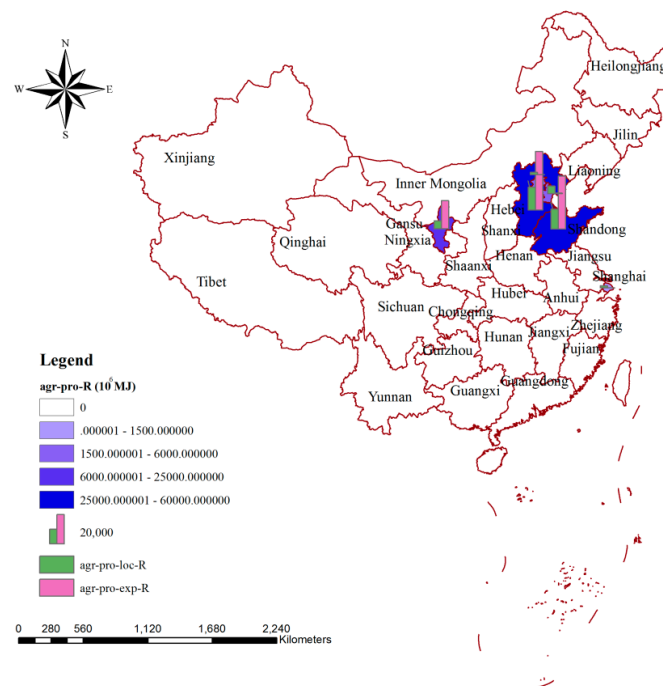 N
W E
S
Heilongjiang
Jilin
Liaoning
Xinjiang
Inner Mongolia
Hebei
Gansu
Ningxia
Shanxi
Shandong
Qinghai
Henan
Jiangsu
Shaanxi
Shanghai
Tibet
Hubei
Anhui
Sichuan
Chongqing
Zhejiang
Hunan
Jiangxi
Guizhou
Fujian
Guangdong
Yunnan
Guangxi
Legend
agr-pro-R (10^6 MJ)
0
.000001 - 1500.000000
1500.000001 - 6000.000000
6000.000001 - 25000.000000
25000.000001 - 60000.000000
20,000
agr-pro-loc-R
agr-pro-exp-R
0 280 560 1,120 1,680 2,240
Kilometers